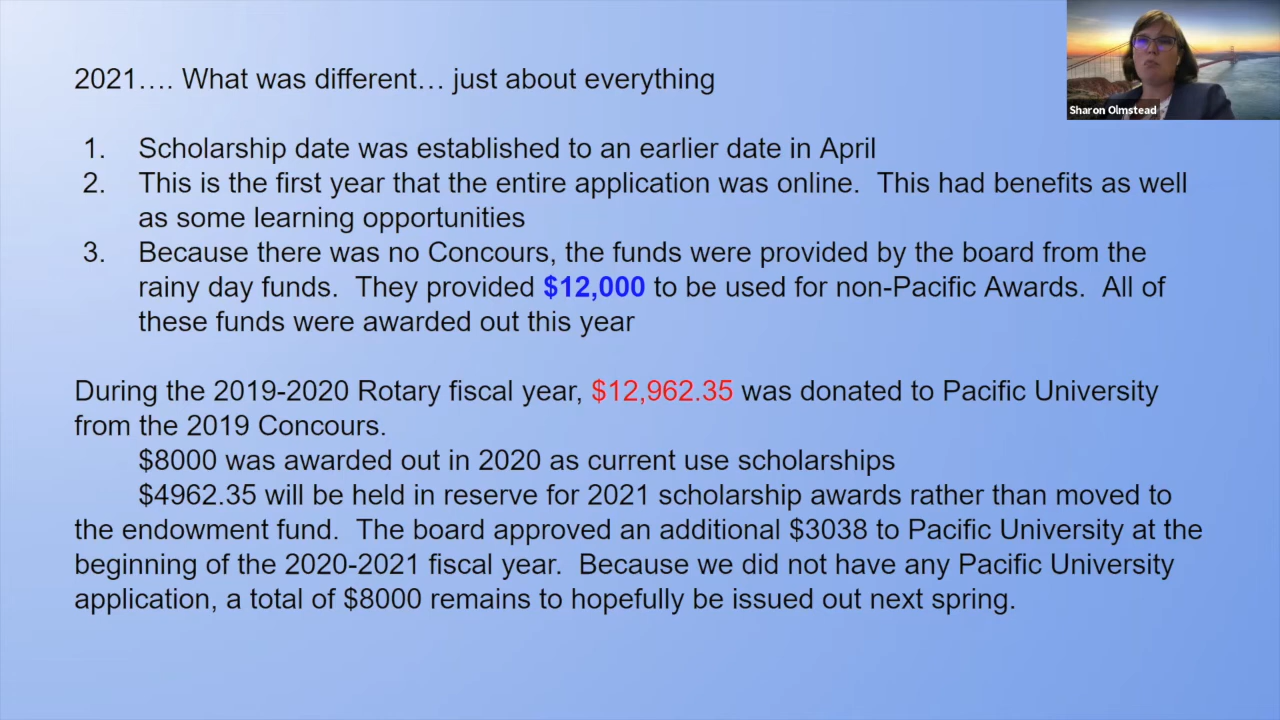 2021…. What was different… just about everything
Sharon Olmstead
1. Scholarship date was established to an earlier date in April
2. This is the first year that the entire application was online.  This had benefits as well
as some learning opportunities
3. Because there was no Concours, the funds were provided by the board from the
rainy day funds.  They provided $12,000 to be used for non-Pacific Awards.  All of
these funds were awarded out this year
During the 2019-2020 Rotary fiscal year, $12,962.35 was donated to Pacific University
from the 2019 Concours.
$8000 was awarded out in 2020 as current use scholarships
$4962.35 will be held in reserve for 2021 scholarship awards rather than moved to
the endowment fund.  The board approved an additional $3038 to Pacific University at the
beginning of the 2020-2021 fiscal year.  Because we did not have any Pacific University
application, a total of $8000 remains to hopefully be issued out next spring.